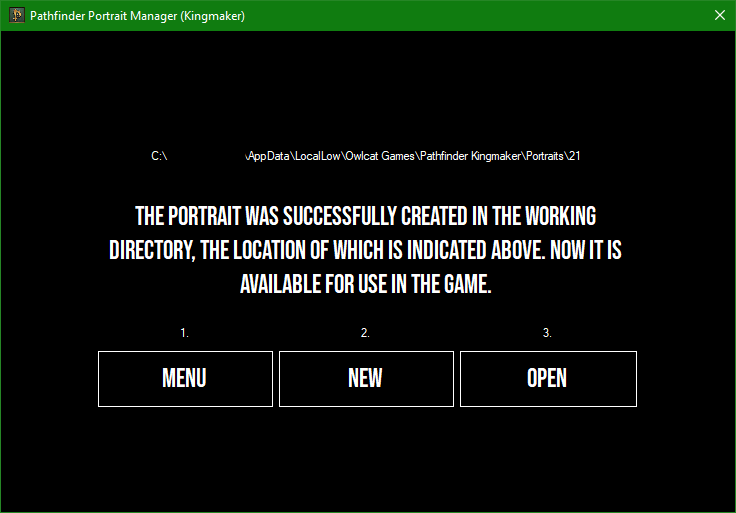 Pathfinder Portrait Manager (Kingmaker)
C:\ \AppData\LocalLow\Owlcat Games\Pathfinder Kingmaker\Portraits\21
THE PORTRAIT WAS SUCCESSFULLY CREATED IN THE WORKING
DIRECTORY, THE LOCATION OF WHICH IS INDICATED ABOVE. NOW IT IS
AVAILABLE FOR USE IN THE GAME.
1. 2. 3.
MENU NEW OPEN